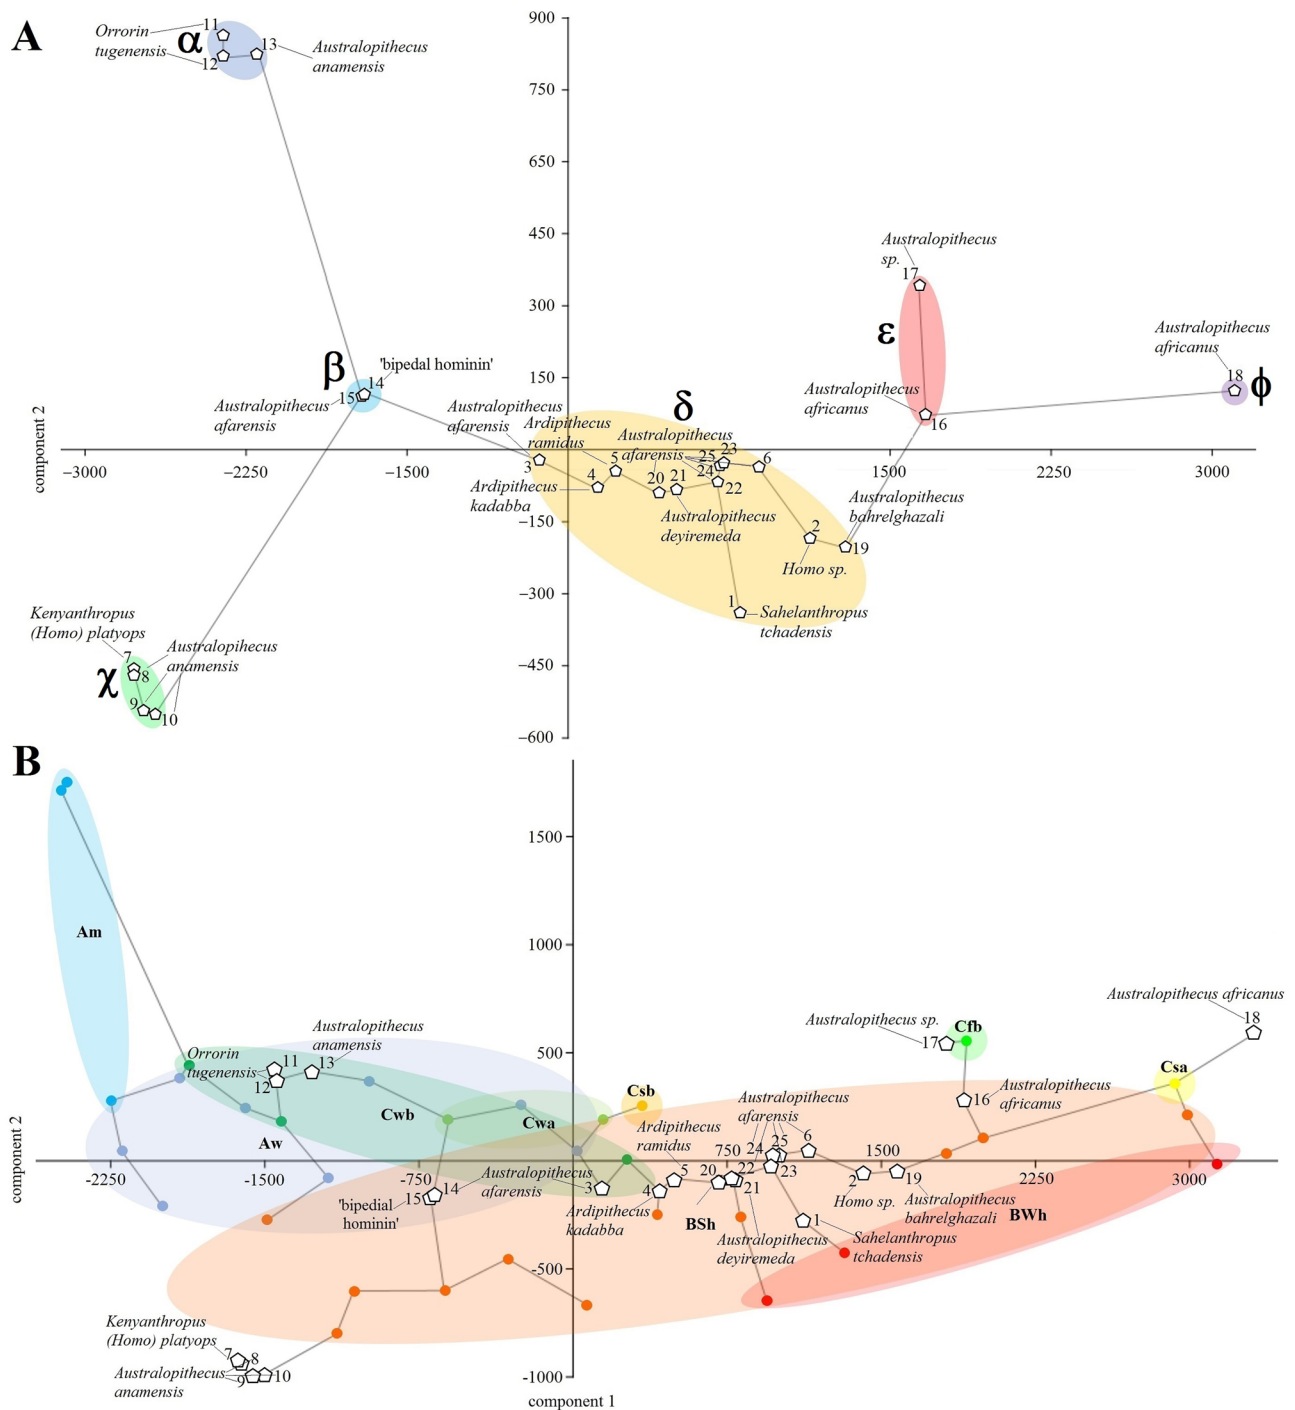 A
900
Orrorin
tugenensis
11
α
12
13
Australopithecus
anamensis
750
650
450
Australopithecus
sp.
17
300
ε
Australopithecus
africanus
18
ϕ
β
'bipedal hominin'
14
15
Australopithecus
afarensis
150
Australopithecus
africanus
16
δ
Australopithecus
afarensis
Ardipithecus
ramidus
Australopithecus
afarensis
component 2
−3000
−2250
−1500
1500
2250
3000
3
4
5
20
21
25
23
24
22
6
Ardipithecus
kadabba
−150
Australopithecus
deyiremeda
Australopithecus
bahrelghazali
2
19
Homo sp.
−300
1
Sahelanthropus
tchadensis
Kenyanthropus
(Homo) platyops
Australopihecus
anamensis
7
8
χ
9
10
−450
−600
B
1500
Am
1000
Australopithecus africanus
18
Australopithecus sp.
17
Cfb
500
Australopithecus
anamensis
Orrorin
tugenensis
11
12
13
Csb
Csa
16
Australopithecus
africanus
Cwb
Cwa
Aw
Australopithecus
afarensis
Ardipithecus
ramidus
component 2
-2250
-1500
-750
750
1500
2250
3000
24
25
6
5
20
22
23
21
Australopithecus
afarensis
3
4
14
15
'bipedial
hominin'
Ardipithecus
kadabba
BSh
2
Homo sp.
19
Australopithecus
bahrelghazali
BWh
Australopithecus
deyiremeda
1
Sahelanthropus
tchadensis
-500
Kenyanthropus
(Homo) platyops
7
8
Australopithecus
anamensis
9
10
-1000
component 1